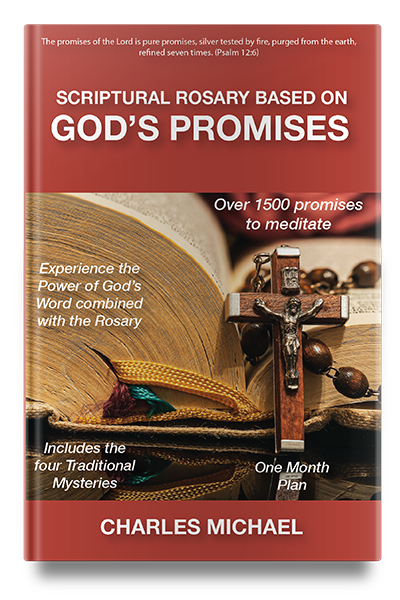 The promises of the Lord is pure promises, silver tested by fire, purged from the earth,
refined seven times. (Psalm 12:6)
SCRIPTURAL ROSARY BASED ON
GOD'S PROMISES
Over 1500 promises
to meditate
Experience the
Power of God's
Word combined
with the Rosary
Includes the
four Traditional
Mysteries
One Month
Plan
CHARLES MICHAEL